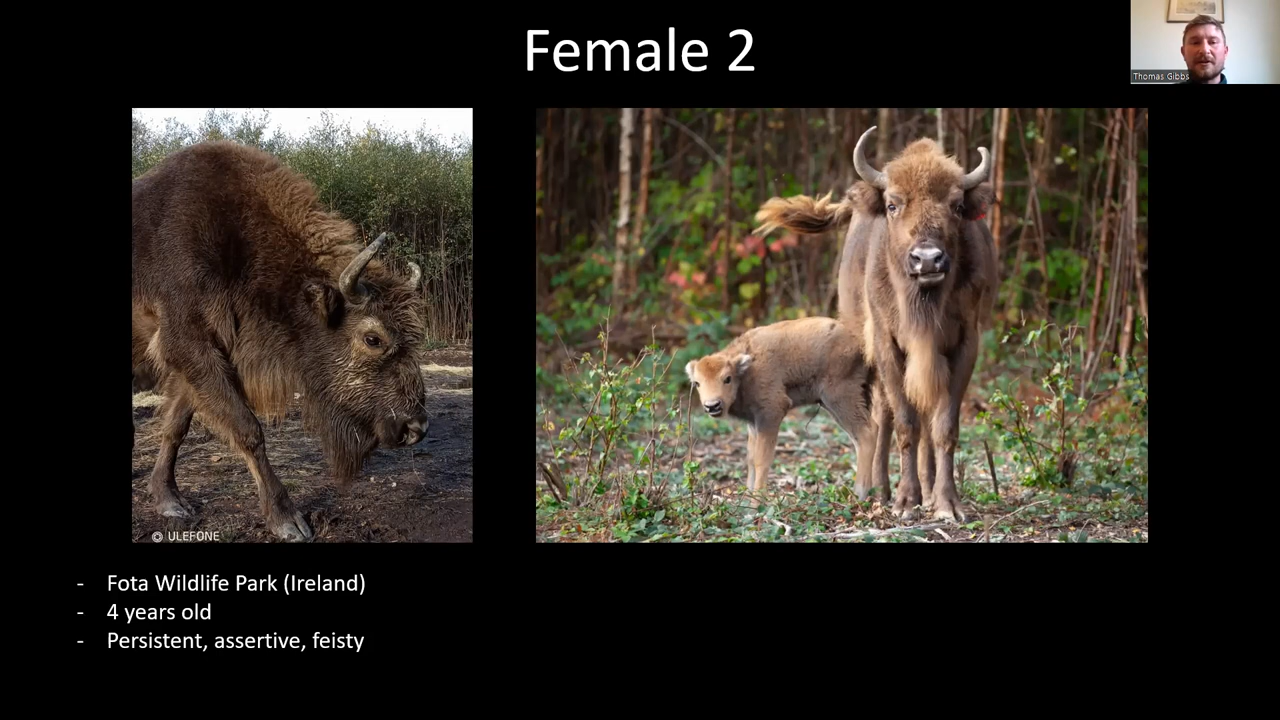 Female 2
Thomas Gibbs
ULEFONE
- Fota Wildlife Park (Ireland)
- 4 years old
- Persistent, assertive, feisty